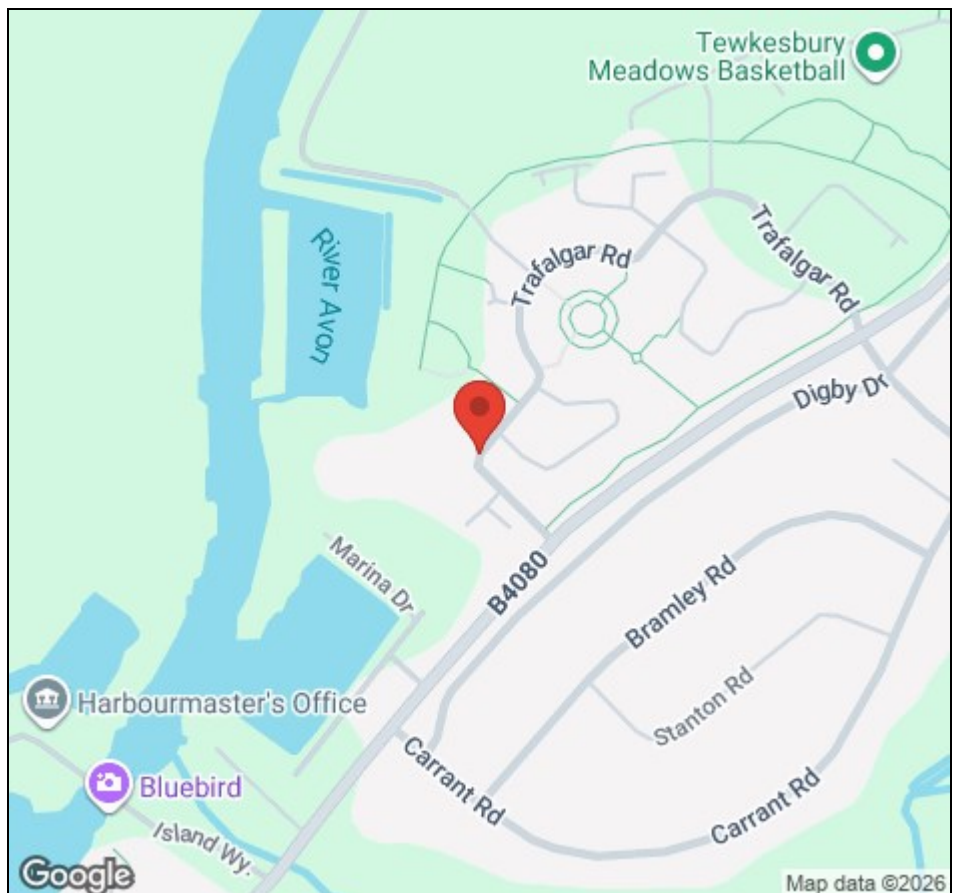 Tewkesbury
Meadows Basketball
River Avon
Trafalgar Rd
Trafalgar Rd
Digby Dr
Marina Dr
B4080
Bramley Rd
Stanton Rd
Harbourmaster's Office
Bluebird
Carrant Rd
Carrant Rd
Island Wy.
Google
Map data ©2026